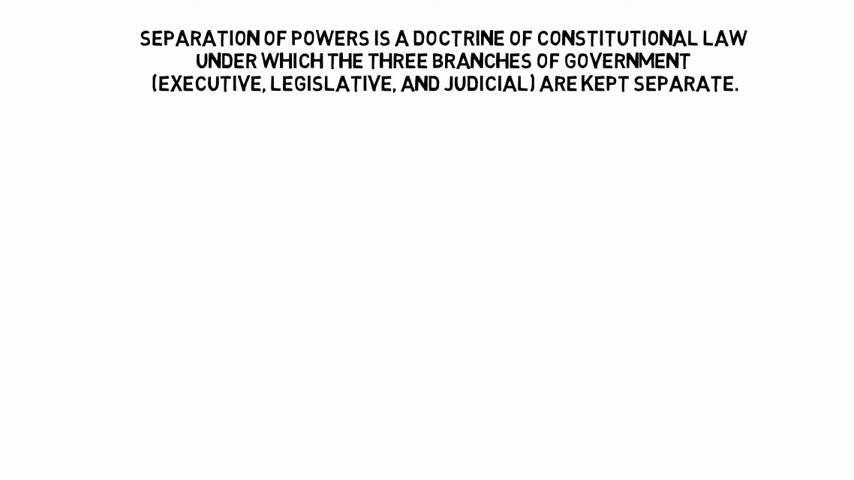 SEPARATION OF POWERS IS A DOCTRINE OF CONSTITUTIONAL LAW
UNDER WHICH THE THREE BRANCHES OF GOVERNMENT
(EXECUTIVE, LEGISLATIVE, AND JUDICIAL) ARE KEPT SEPARATE.